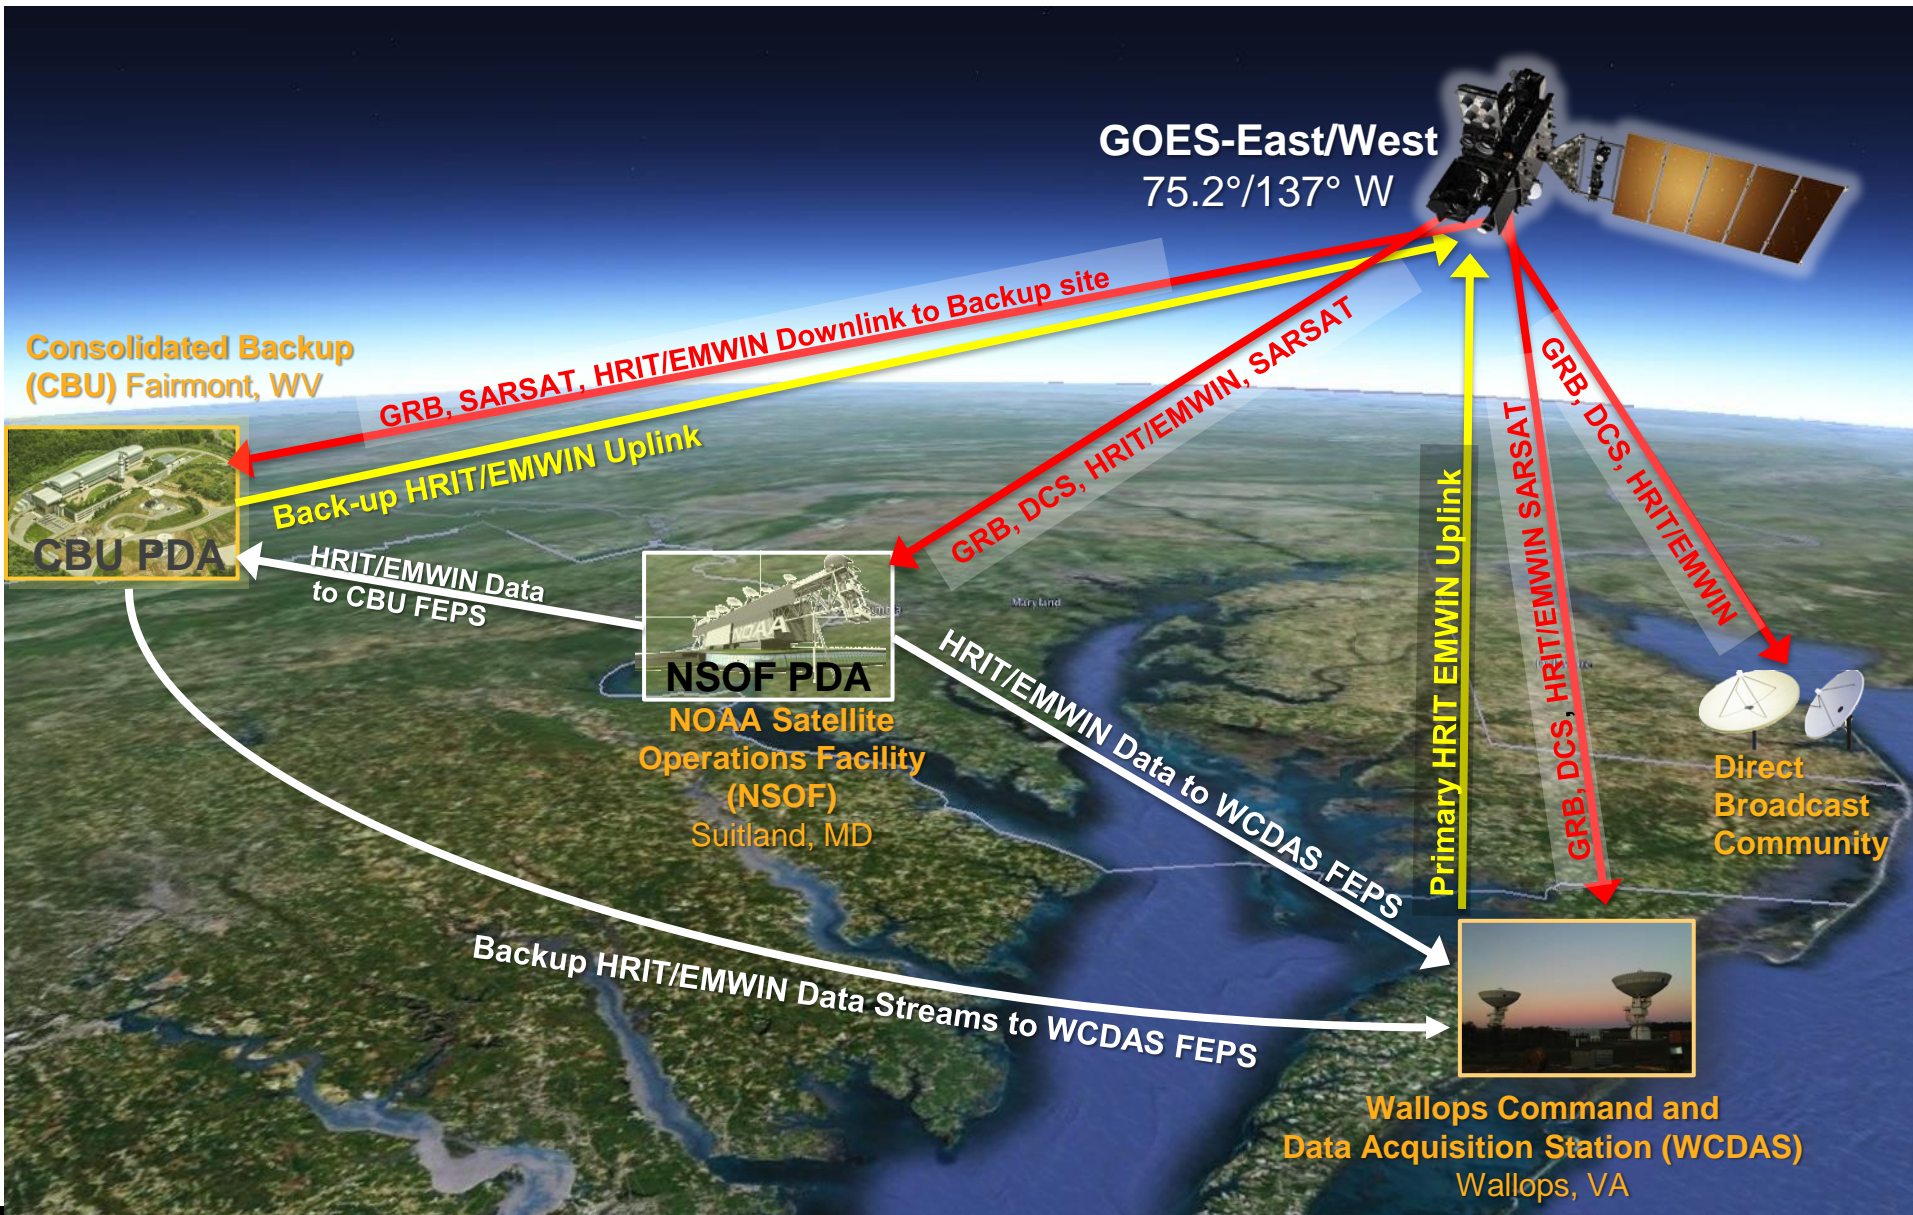 GOES-East/West
75.2°/137° W
GRB, SARSAT, HRIT/EMWIN Downlink to Backup site
Back-up HRIT/EMWIN Uplink
GRB, DCS, HRIT/EMWIN, SARSAT
Primary HRIT EMWIN Uplink
GRB, DCS, HRIT/EMWIN SARSAT
GRB, DCS, HRIT/EMWIN
Consolidated Backup
(CBU) Fairmont, WV
CBU PDA
HRIT/EMWIN Data
to CBU FEPS
NOAA
NSOF PDA
NOAA Satellite
Operations Facility
(NSOF)
Suitland, MD
Maryland
HRIT/EMWIN Data to WCDAS FEPS
Backup HRIT/EMWIN Data Streams to WCDAS FEPS
Direct
Broadcast
Community
Wallops Command and
Data Acquisition Station (WCDAS)
Wallops, VA